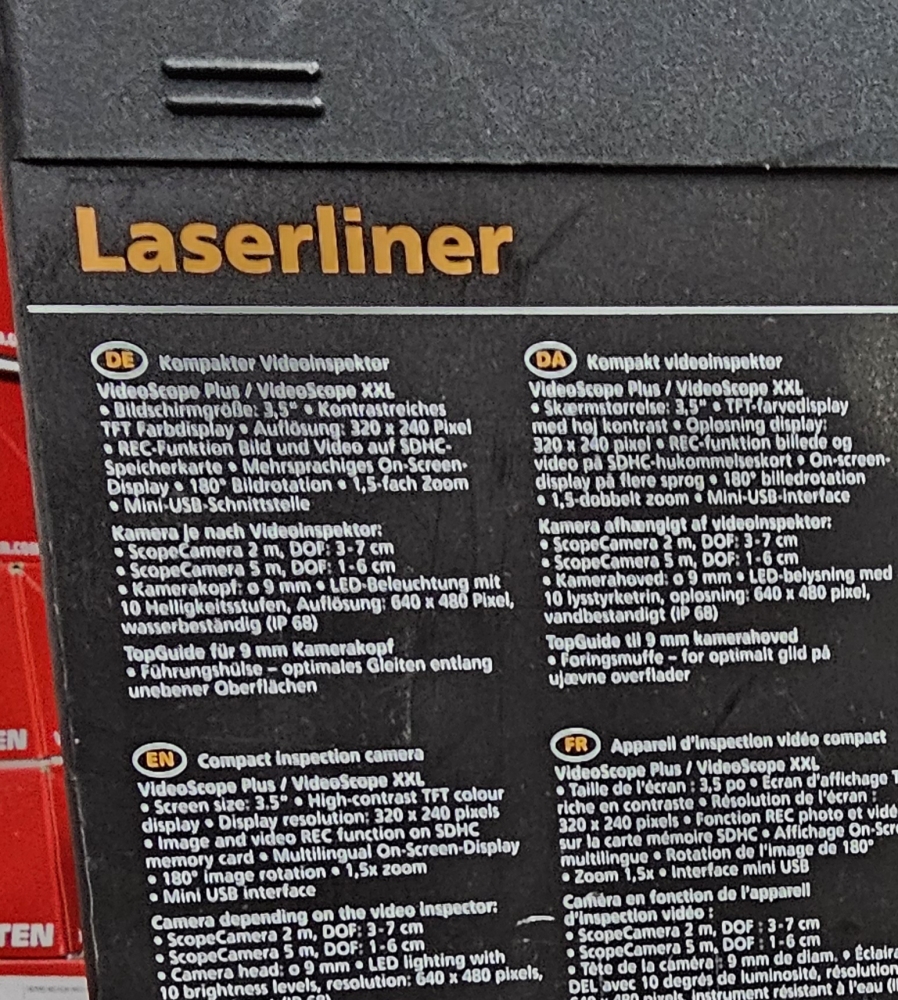 Laserliner
DE Kompakter Videoinspektor
VideoScope Plus / VideoScope XXL
• Bildschirmgröße: 3,5" • Kontrastreiches
TFT Farbdisplay • Auflösung: 320 x 240 Pixel
• REC-Funktion Bild und Video auf SDHC-
Speicherkarte • Mehrsprachiges On-Screen-
Display • 180° Bildrotation • 1,5-fach Zoom
• Mini-USB-Schnittstelle
Kamera je nach Videoinspektor:
• ScopeCamera 2 m, DOF: 3-7 cm
• ScopeCamera 5 m, DOF: 1-6 cm
• Kamerakopf: ø 9 mm • LED-Beleuchtung mit
10 Helligkeitsstufen, Auflösung: 640 x 480 Pixel,
wasserbeständig (IP 68)
TopGuide für 9 mm Kamerakopf
• Führungshülse – optimales Gleiten entlang
unebener Oberflächen
DA Kompakt videoinspektor
VideoScope Plus / VideoScope XXL
• Skærmstørrelse: 3,5" • TFT-farvedisplay
med høj kontrast • Opløsning display:
320 x 240 pixel • REC-funktion billede og
video på SDHC-hukommelseskort • On-screen-
display på flere sprog • 180° billedrotation
• 1,5-dobbelt zoom • Mini-USB-interface
Kamera afhængigt af videoinspektor:
• ScopeCamera 2 m, DOF: 3-7 cm
• ScopeCamera 5 m, DOF: 1-6 cm
• Kamerahoved: ø 9 mm • LED-belysning med
10 lysstyrketrin, opløsning: 640 x 480 pixel,
vandbestandigt (IP 68)
TopGuide til 9 mm kamerahoved
• Føringsmuffe – for optimalt glid på
ujævne overflader
EN Compact inspection camera
VideoScope Plus / VideoScope XXL
• Screen size: 3.5" • High-contrast TFT colour
display • Display resolution: 320 x 240 pixels
• Image and video REC function on SDHC
memory card • Multilingual On-Screen-Display
• 180° image rotation • 1,5x zoom
• Mini USB interface
Camera depending on the video inspector:
• ScopeCamera 2 m, DOF: 3-7 cm
• ScopeCamera 5 m, DOF: 1-6 cm
• Camera head: ø 9 mm • LED lighting with
10 brightness levels, resolution: 640 x 480 pixels,
FR Appareil d'inspection vidéo compact
VideoScope Plus / VideoScope XXL
• Taille de l'écran : 3,5 po • Écran d'affichage T
riche en contraste • Résolution de l'écran :
320 x 240 pixels • Fonction REC photo et vidé
sur la carte mémoire SDHC • Affichage On-Scre
multilingue • Rotation de l'image de 180°
• Zoom 1,5x • Interface mini USB
Caméra en fonction de l'appareil
d'inspection vidéo :
• ScopeCamera 2 m, DOF : 3-7 cm
• ScopeCamera 5 m, DOF : 1-6 cm
• Tête de la caméra : 9 mm de diam. • Éclaira
DEL avec 10 degrés de luminosité, résolution
640 x 480 pixels, instrument résistant à l'eau (I
EN
TEN